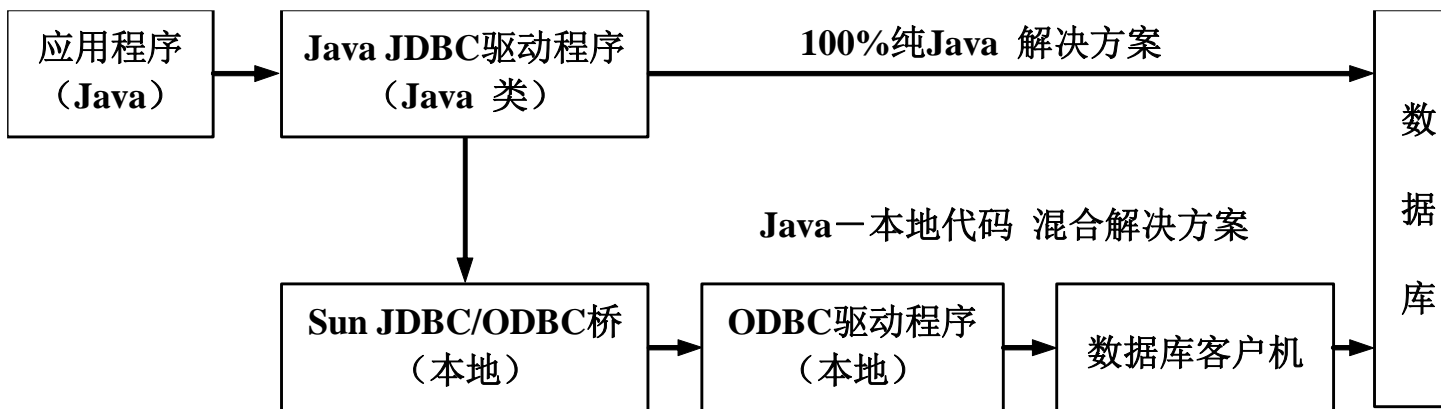 应用程序
（Java）
Java JDBC驱动程序
（Java 类）
100%纯Java 解决方案
数
据
库
Java－本地代码 混合解决方案
Sun JDBC/ODBC桥
（本地）
ODBC驱动程序
（本地）
数据库客户机